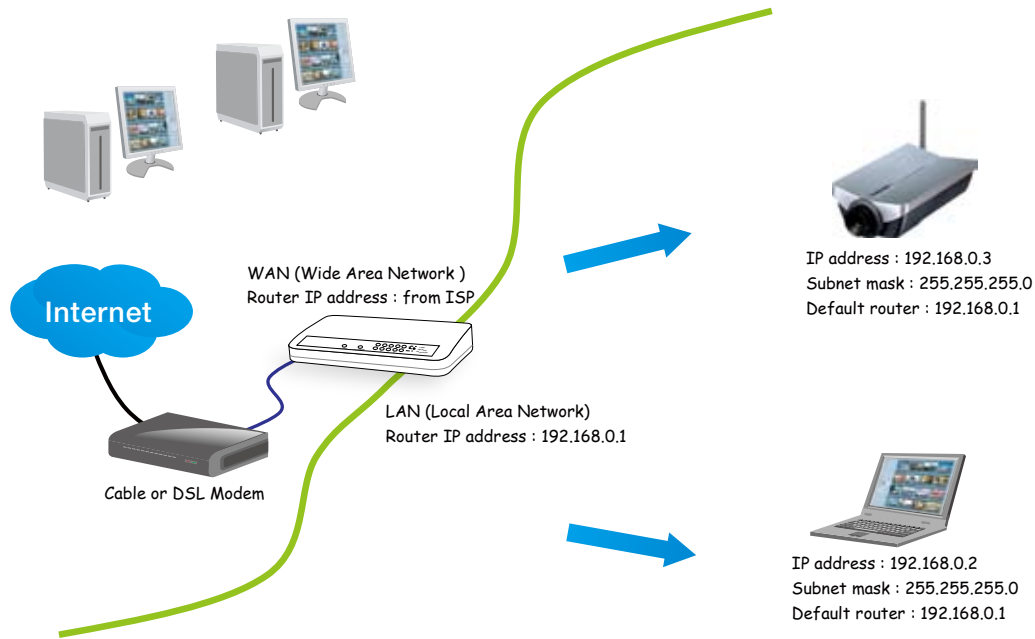 WAN (Wide Area Network )
Router IP address : from ISP
Internet
LAN (Local Area Network)
Router IP address : 192.168.0.1
Cable or DSL Modem
IP address : 192.168.0.3
Subnet mask : 255.255.255.0
Default router : 192.168.0.1
IP address : 192.168.0.2
Subnet mask : 255.255.255.0
Default router : 192.168.0.1